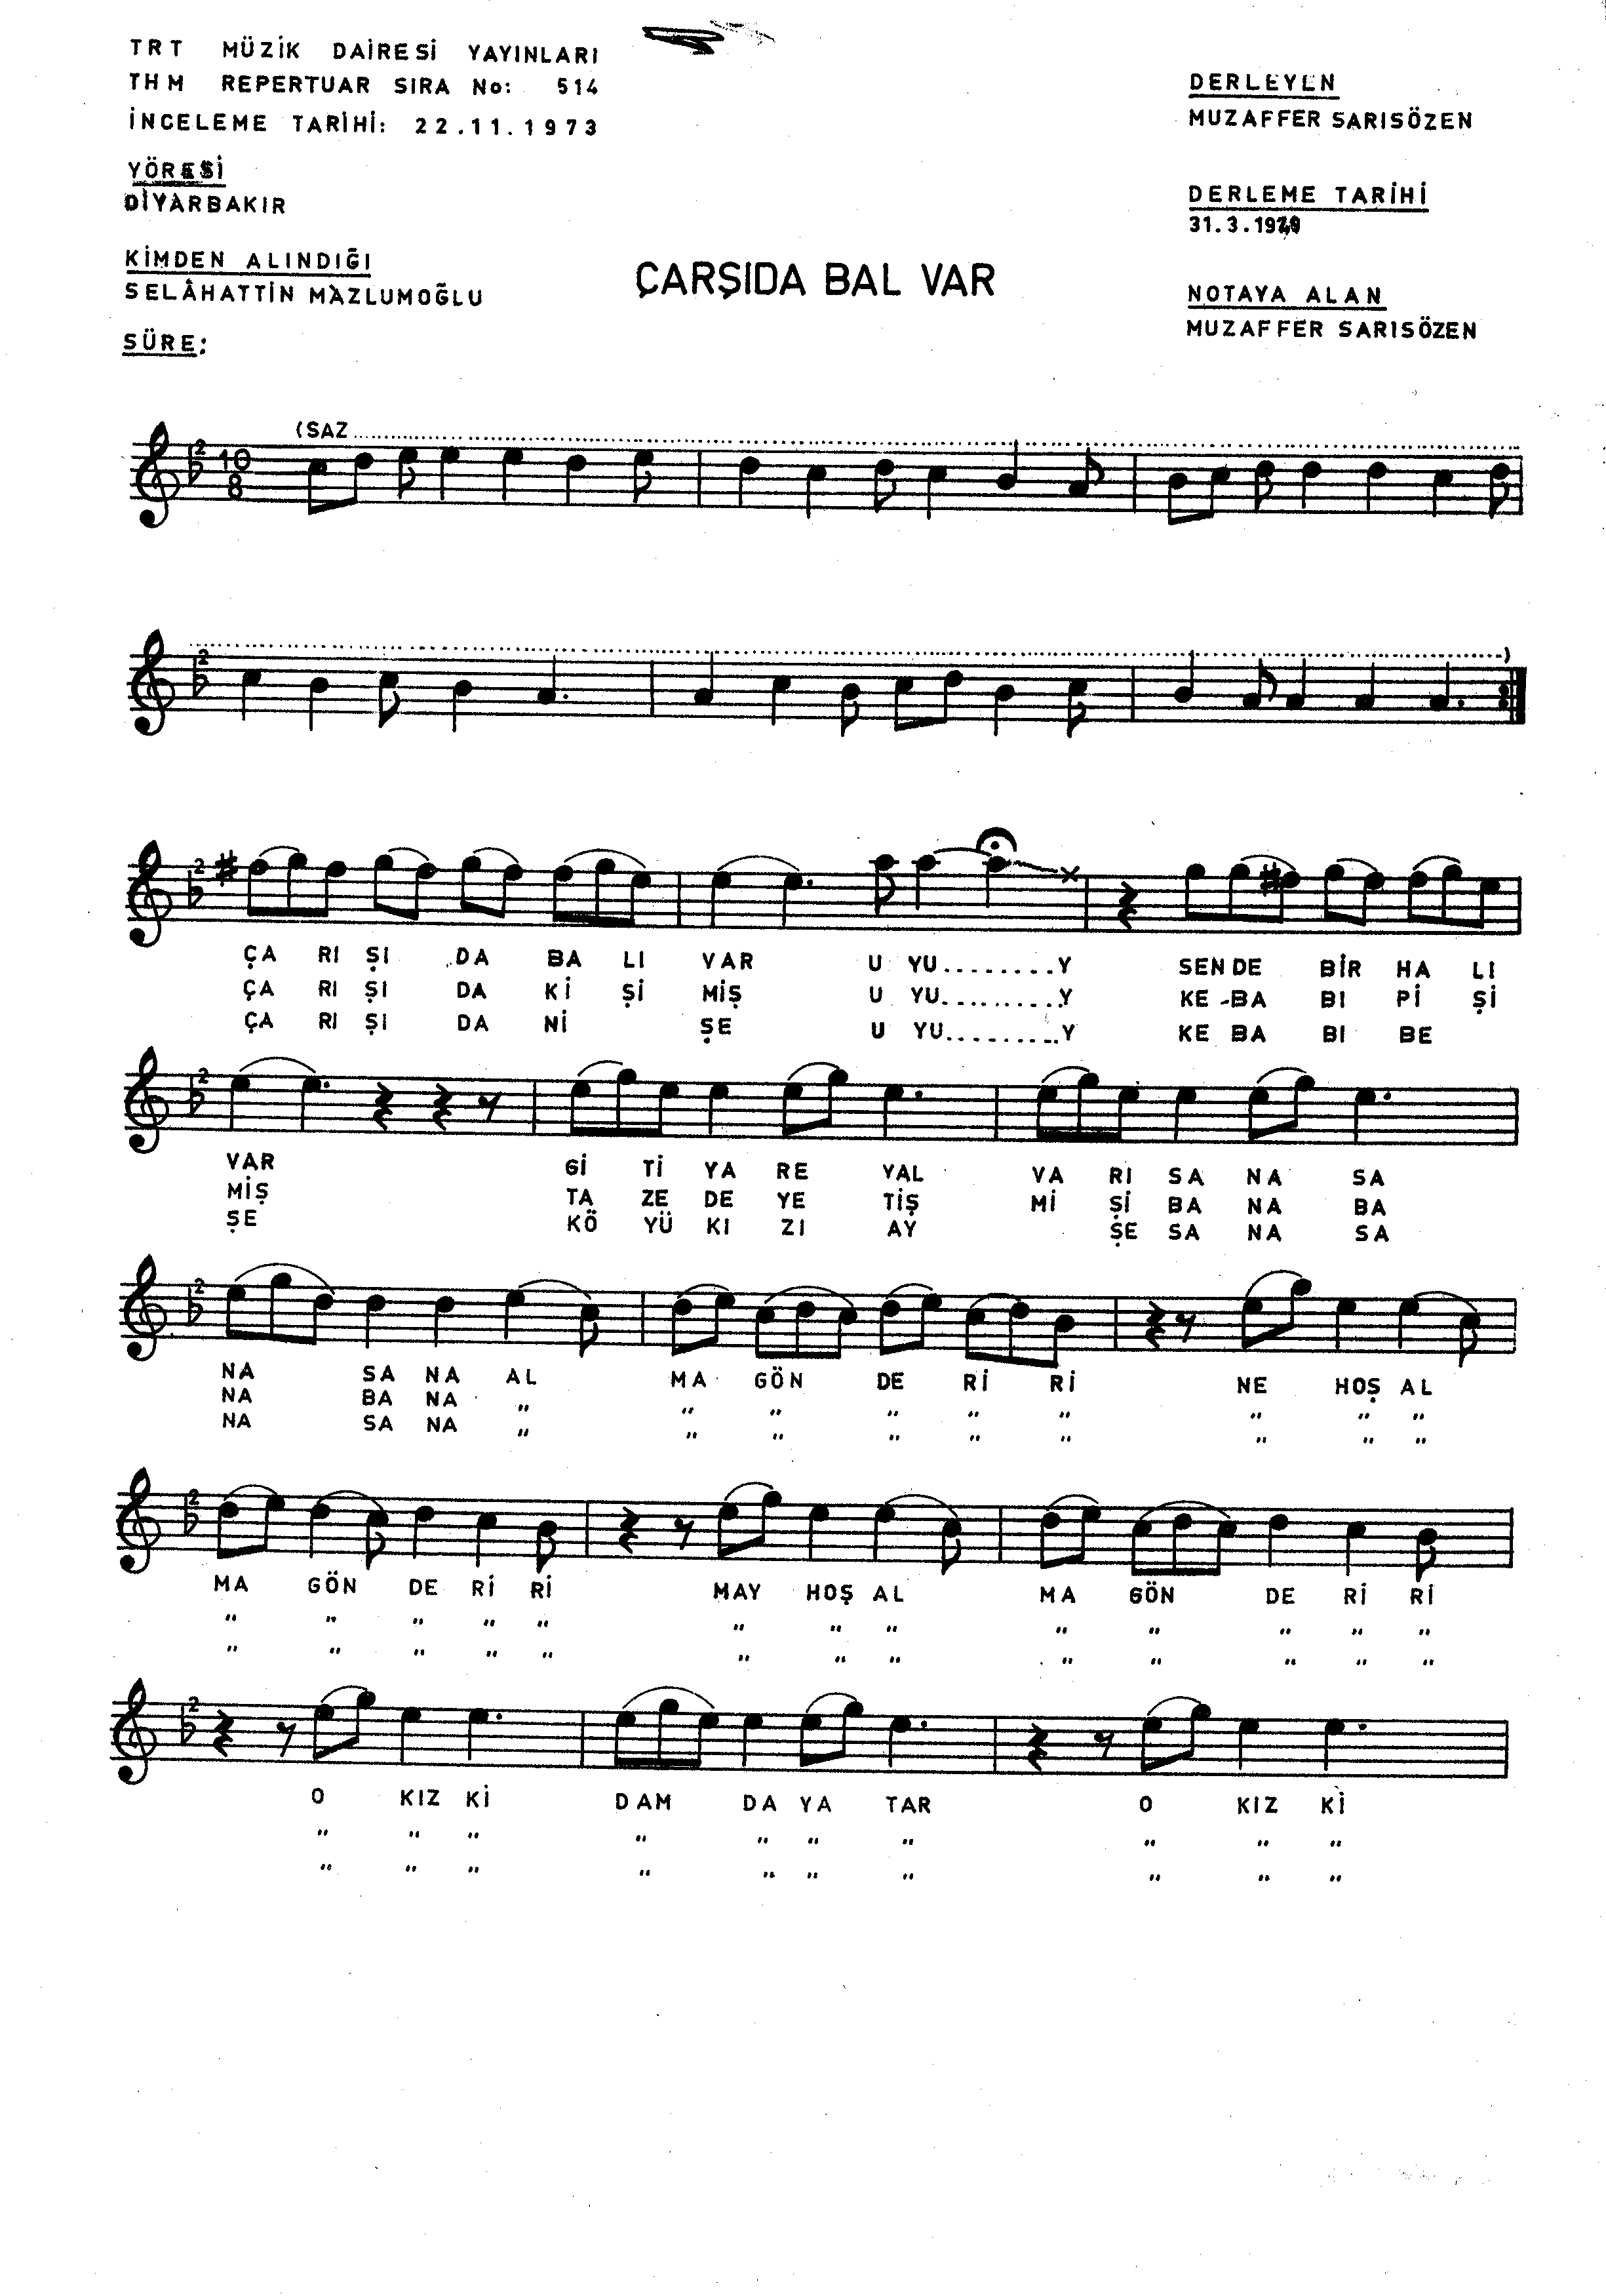 TRT MÜZİK DAİRESİ YAYINLARI
THM REPERTUAR SIRA No: 514
İNCELEME TARİHİ: 22.11.1973
YÖRESİ
DİYARBAKIR
KİMDEN ALINDIĞI
SELÂHATTİN MAZLUMOĞLU
SÜRE:
ÇARŞIDA BAL VAR
DERLEYEN
MUZAFFER SARISÖZEN
DERLEME TARİHİ
31.3.19
NOTAYA ALAN
MUZAFFER SARISÖZEN
(SAZ
10
8
ÇA RI ŞI DA BA LI VAR U YU........Y SEN DE BİR HA LI
ÇA RI ŞI DA Kİ Şİ MİŞ U YU.........Y KE -BA BI Pİ Şİ
ÇA RI ŞI DA Nİ ŞE U YU.........Y KE BA BI BE
VAR Gİ Tİ YA RE YAL VA RI SA NA SA
MİŞ TA ZE DE YE TİŞ Mİ Şİ BA NA BA
ŞE KÖ YÜ KI ZI AY ŞE SA NA SA
NA SA NA AL MA GÖN DE Rİ Rİ NE HOŞ AL
NA BA NA " " " " " " " " "
NA SA NA " " " " " " " " "
MA GÖN DE Rİ Rİ MAY HOŞ AL MA GÖN DE Rİ Rİ
" " " " " " " " " " " " "
" " " " " " " " " " " " "
O KIZ Kİ DAM DA YA TAR O KIZ Kİ
" " " " " " " " " "
" " " " " " " " " "